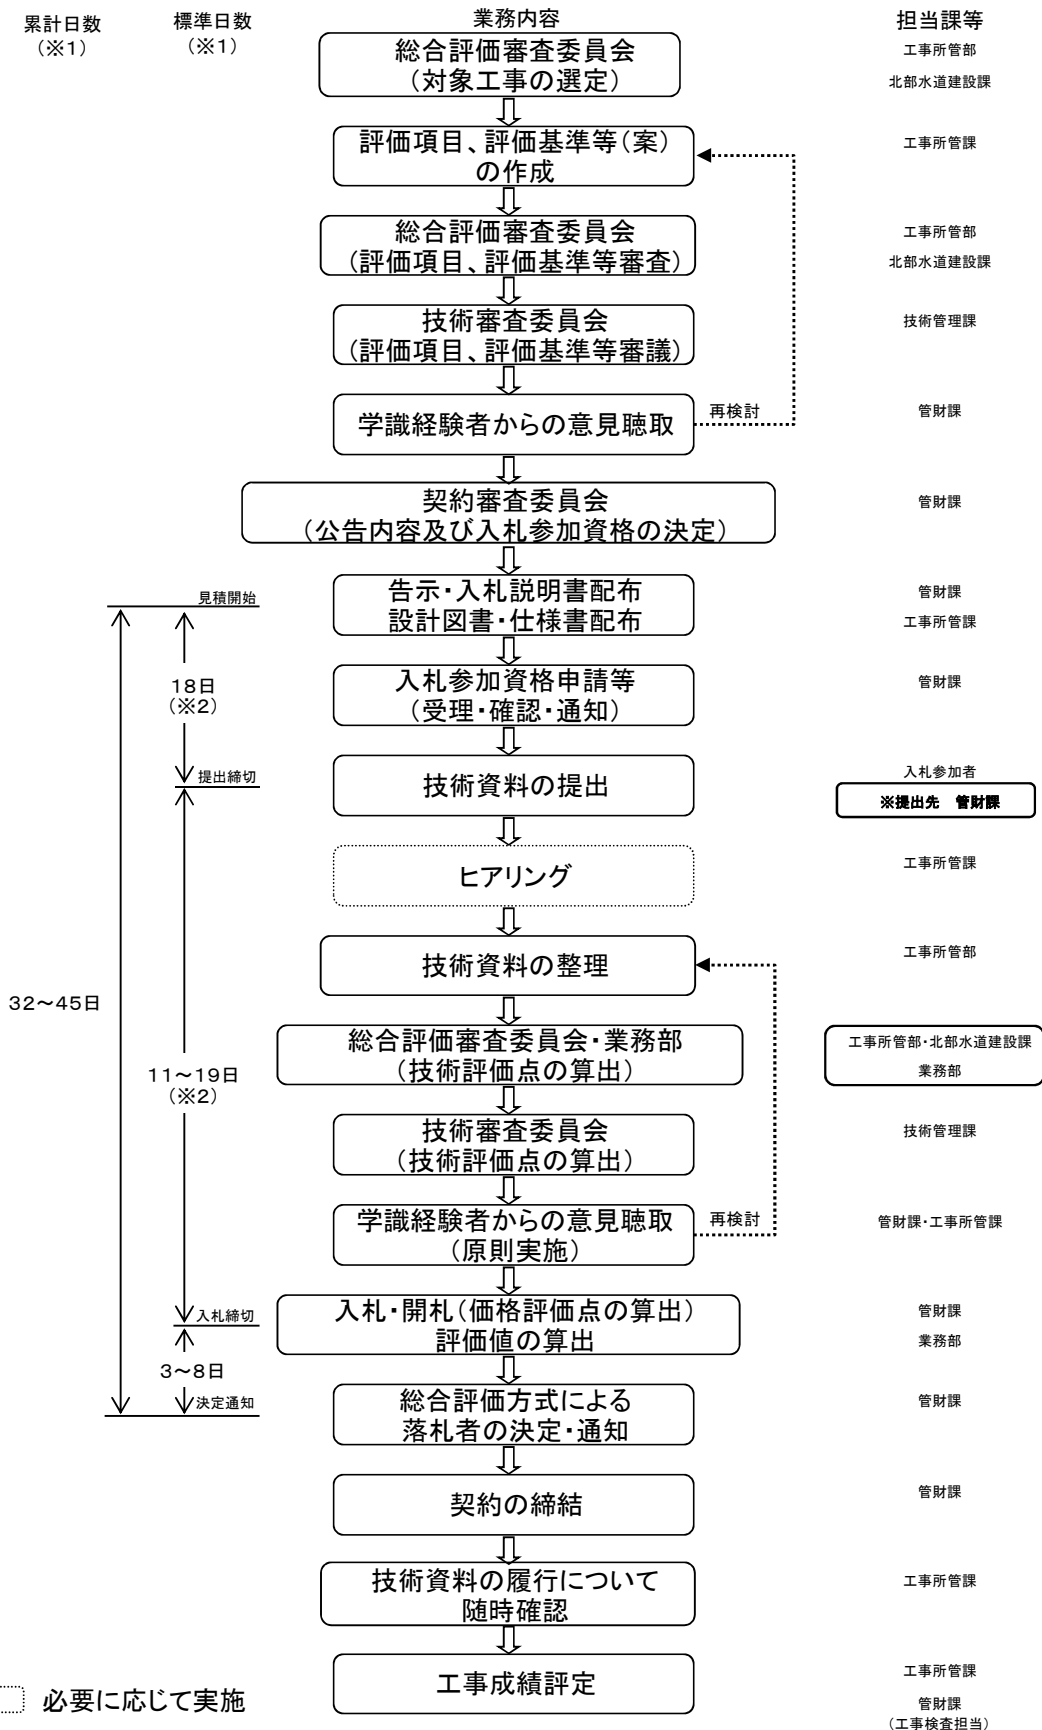 累計日数
（※1）
標準日数
（※1）
業務内容
担当課等
総合評価審査委員会
（対象工事の選定）
工事所管部
北部水道建設課
評価項目、評価基準等（案）
の作成
工事所管課
総合評価審査委員会
（評価項目、評価基準等審査）
工事所管部
北部水道建設課
技術審査委員会
（評価項目、評価基準等審議）
技術管理課
学識経験者からの意見聴取
再検討
管財課
契約審査委員会
（公告内容及び入札参加資格の決定）
管財課
見積開始
告示・入札説明書配布
設計図書・仕様書配布
管財課
工事所管課
18日
（※2）
入札参加資格申請等
（受理・確認・通知）
管財課
提出締切
技術資料の提出
入札参加者
※提出先　管財課
ヒアリング
工事所管課
技術資料の整理
工事所管部
32～45日
総合評価審査委員会・業務部
（技術評価点の算出）
工事所管部・北部水道建設課
業務部
11～19日
（※2）
技術審査委員会
（技術評価点の算出）
技術管理課
学識経験者からの意見聴取
（原則実施）
再検討
管財課・工事所管課
入札締切
入札・開札（価格評価点の算出）
評価値の算出
管財課
業務部
3～8日
決定通知
総合評価方式による
落札者の決定・通知
管財課
契約の締結
管財課
技術資料の履行について
随時確認
工事所管課
工事成績評定
工事所管課
管財課
（工事検査担当）
必要に応じて実施